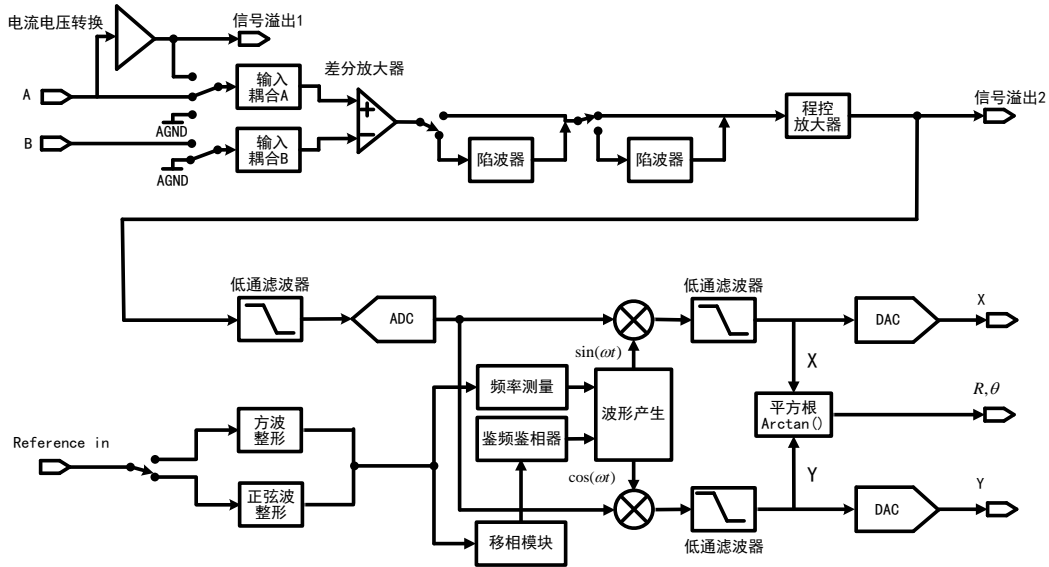 电流电压转换
信号溢出1
A
输入
耦合A
差分放大器
+
-
AGND
B
输入
耦合B
AGND
陷波器
陷波器
程控
放大器
信号溢出2
低通滤波器
ADC
低通滤波器
DAC
X
sin(ωt)
X
频率测量
波形产生
平方根
Arctan()
R,θ
Reference in
方波
整形
鉴频鉴相器
正弦波
整形
cos(ωt)
Y
移相模块
低通滤波器
DAC
Y